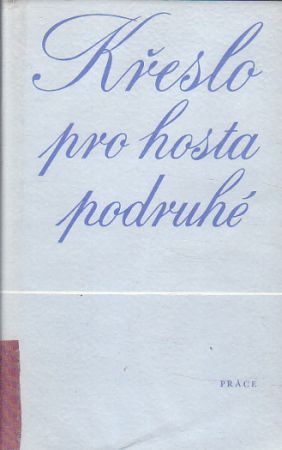 Křeslo
pro hosta
podruhé
PRÁCE